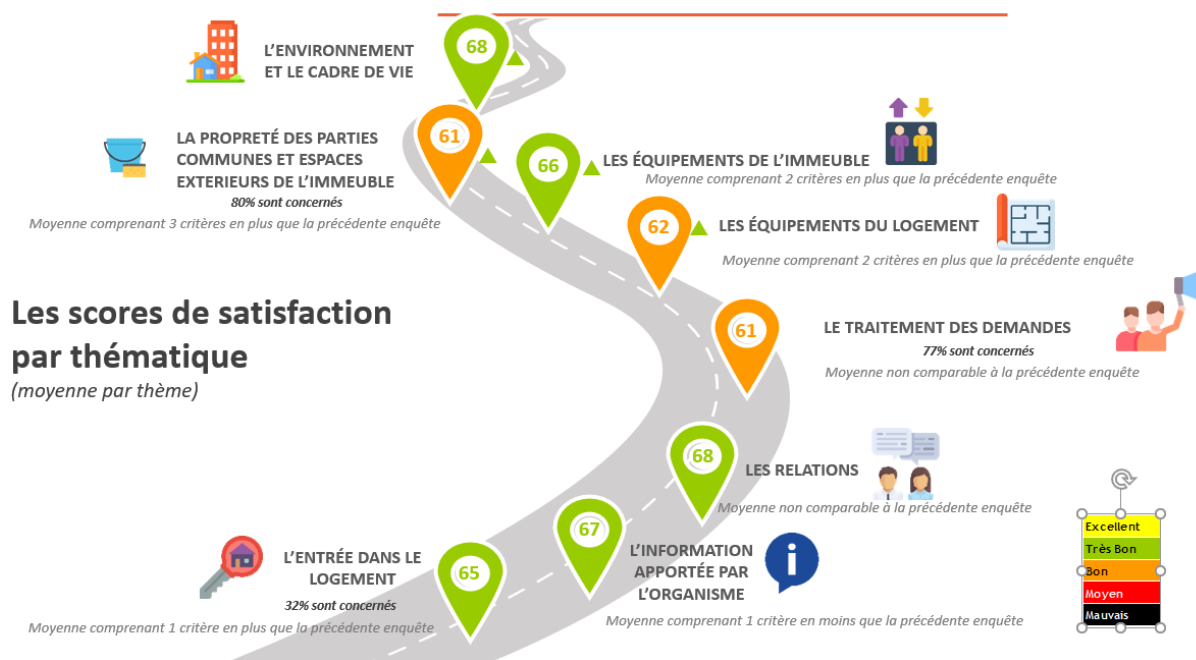 68
L'ENVIRONNEMENT
ET LE CADRE DE VIE
61
LA PROPRETÉ DES PARTIES
COMMUNES ET ESPACES
EXTERIEURS DE L'IMMEUBLE
80% sont concernés
Moyenne comprenant 3 critères en plus que la précédente enquête
66
LES ÉQUIPEMENTS DE L'IMMEUBLE
Moyenne comprenant 2 critères en plus que la précédente enquête
62
LES ÉQUIPEMENTS DU LOGEMENT
Moyenne comprenant 2 critères en plus que la précédente enquête
Les scores de satisfaction
par thématique
(moyenne par thème)
61
LE TRAITEMENT DES DEMANDES
77% sont concernés
Moyenne non comparable à la précédente enquête
68
LES RELATIONS
Moyenne non comparable à la précédente enquête
67
L'INFORMATION
APPORTÉE PAR
L'ORGANISME
i
Moyenne comprenant 1 critère en moins que la précédente enquête
65
L'ENTRÉE DANS LE
LOGEMENT
32% sont concernés
Moyenne comprenant 1 critère en plus que la précédente enquête
Excellent
Très Bon
Bon
Moyen
Mauvais